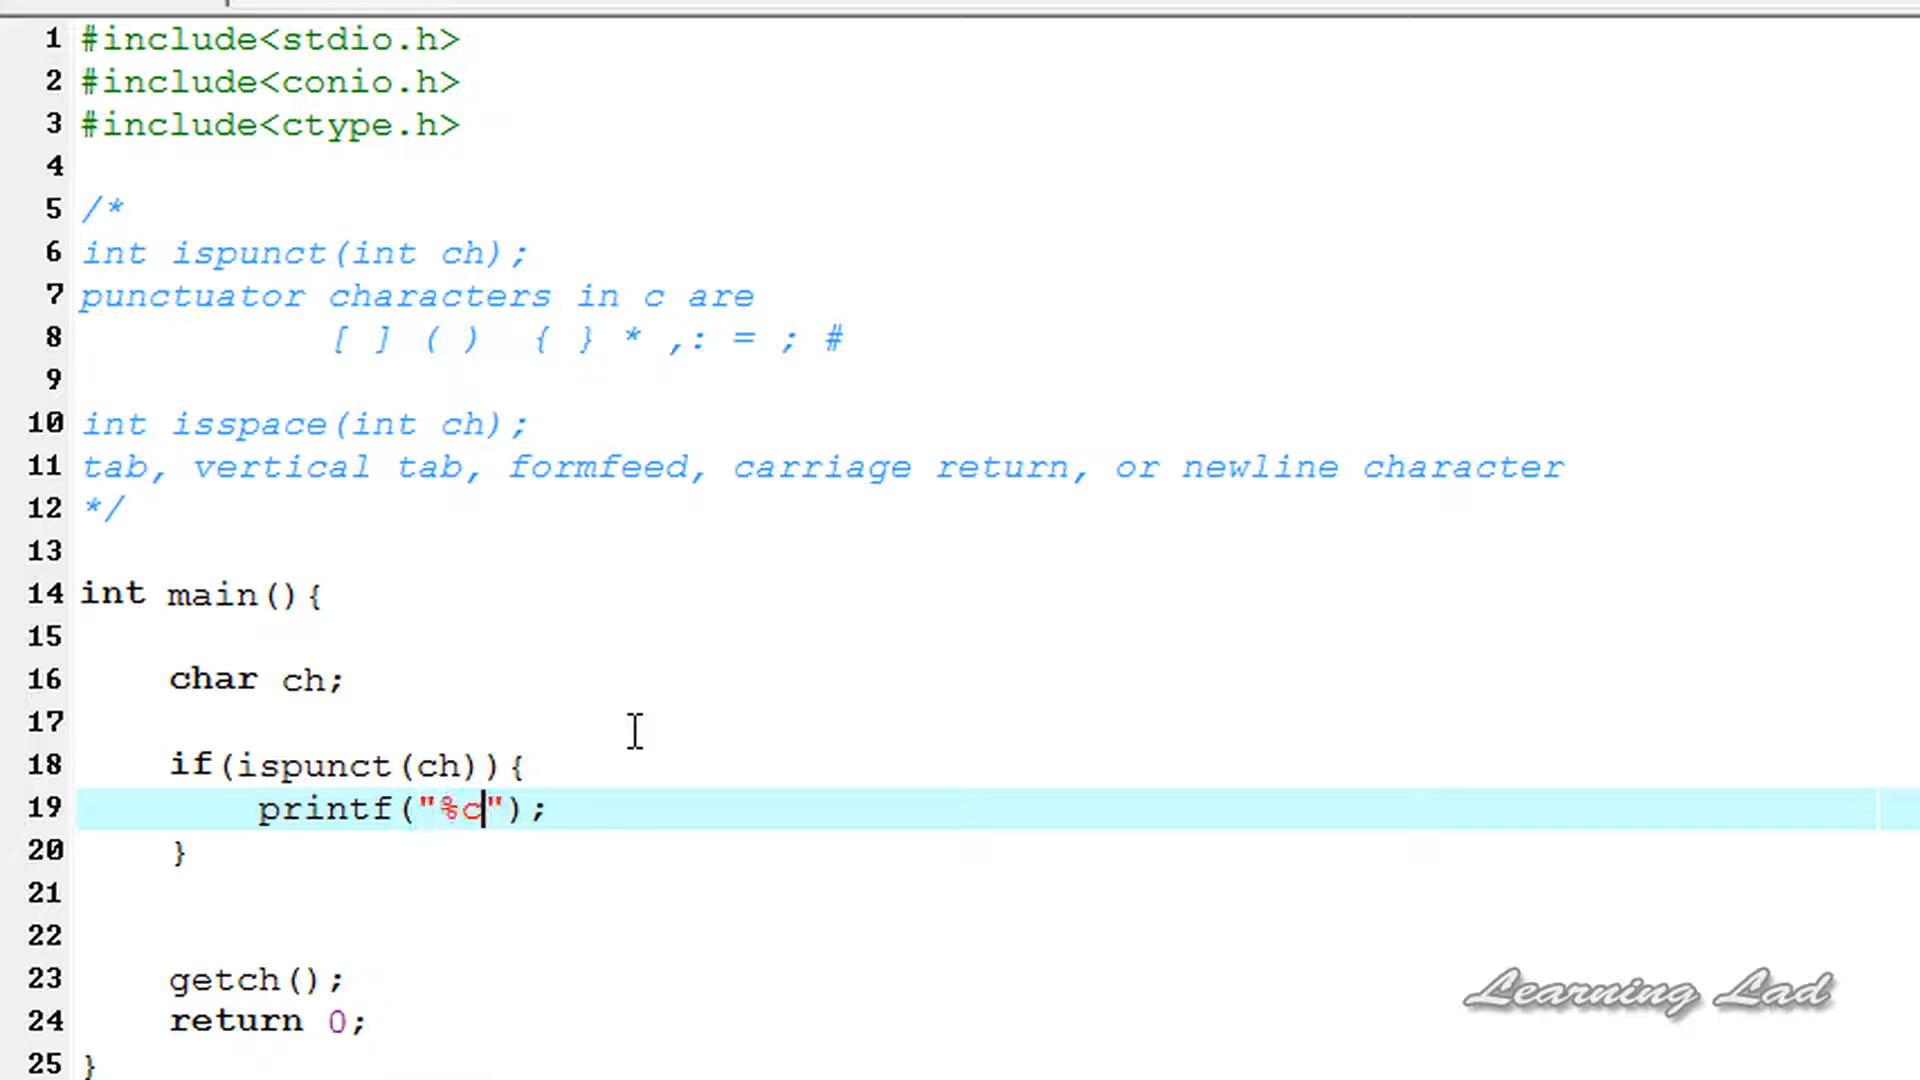 1 #include<stdio.h>
2 #include<conio.h>
3 #include<ctype.h>
4
5 /*
6 int ispunct(int ch);
7 punctuator characters in c are
8 [ ] ( ) { } * ,: = ; #
9
10 int isspace(int ch);
11 tab, vertical tab, formfeed, carriage return, or newline character
12 */
13
14 int main(){
15
16 char ch;
17
18 if(ispunct(ch)){
19 printf("%c");
20 }
21
22
23 getch();
24 return 0;
25 }
Learning Lad